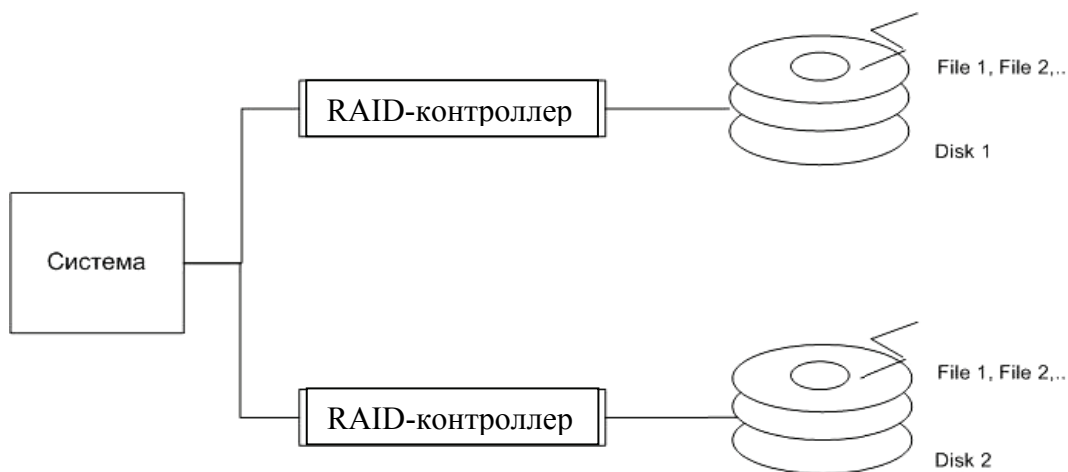 RAID-контроллер
File 1, File 2,..
Disk 1
Система
RAID-контроллер
File 1, File 2,..
Disk 2